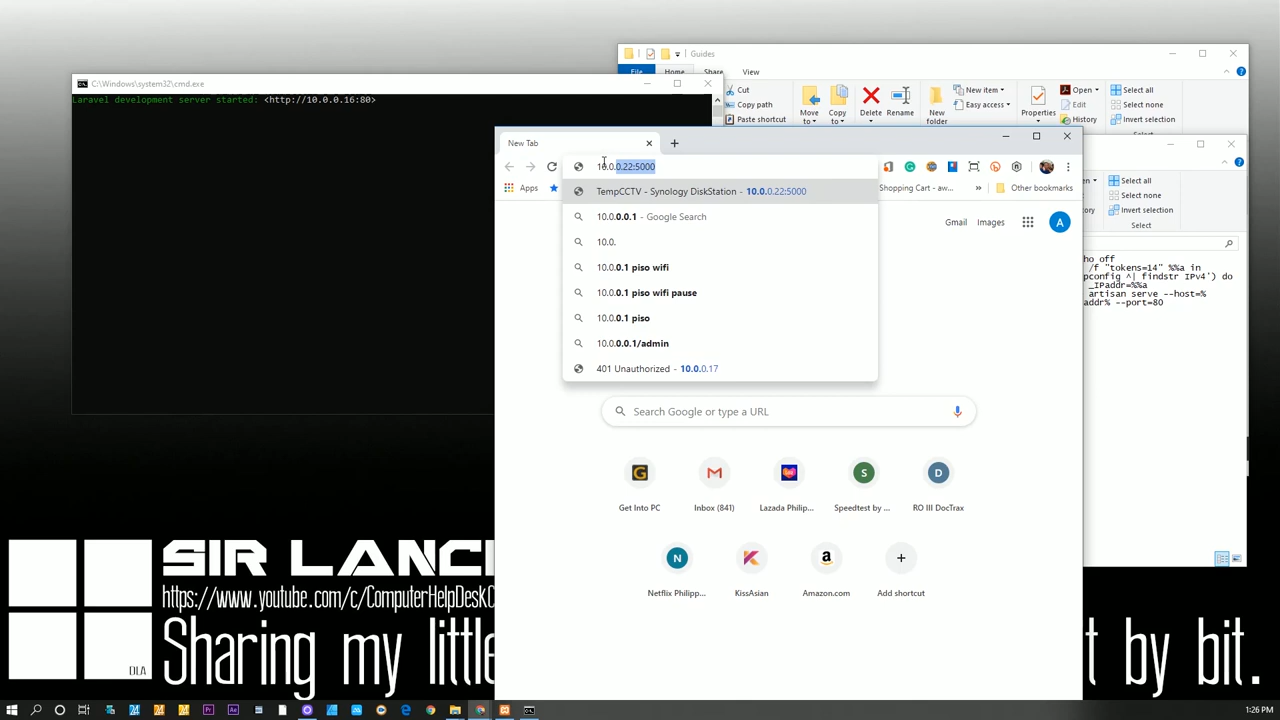 Guides
C:\Windows\system32\cmd.exe
File Home Share View
Laravel development server started: <http://10.0.0.16:80>
Cut
Copy path
Paste shortcut
Move to
Copy to
Delete
Rename
New folder
New item
Easy access
Properties
Open
Edit
History
Select all
Select none
Invert selection
New Tab
10.0.0.22:5000
Apps
Shopping Cart - aw...
Other bookmarks
TempCCTV - Synology DiskStation - 10.0.0.22:5000
10.0.0.0.1 - Google Search
10.0.
10.0.0.1 piso wifi
10.0.0.1 piso wifi pause
10.0.0.1 piso
10.0.0.0.1/admin
401 Unauthorized - 10.0.0.17
Gmail Images A
Search Google or type a URL
Get Into PC
Inbox (841)
Lazada Philip...
S
Speedtest by ...
D
RO III DocTrax
N
Netflix Philipp...
KissAsian
Amazon.com
Add shortcut
Open
Edit
History
Select all
Select none
Invert selection
Select
ho off
/f "tokens=14" %%a in
pconfig ^| findstr IPv4') do
_IPaddr=%%a
artisan serve --host=%
addr% --port=80
SIR LANC
https://www.youtube.com/c/ComputerHelpDeskC
Sharing my little
t by bit.
DLA
1:26 PM